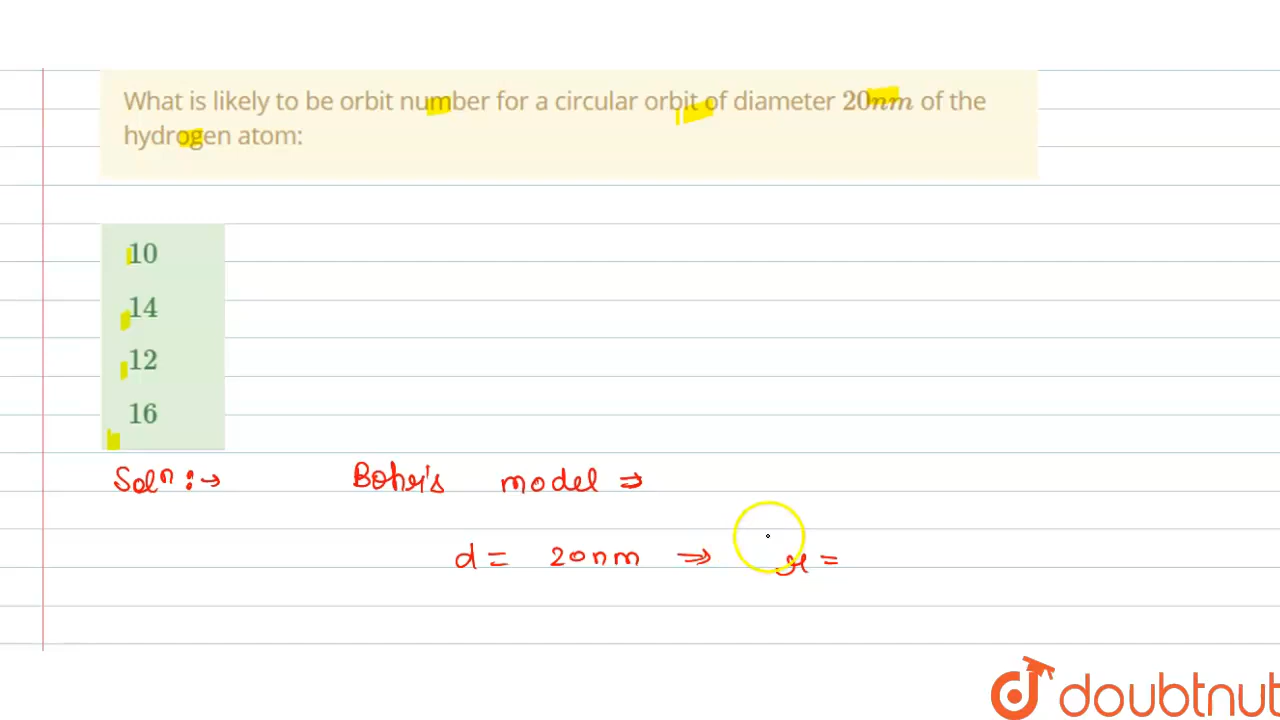 What is likely to be orbit number for a circular orbit of diameter 20nm of the
hydrogen atom:
10
14
12
16
Solⁿ :→ Bohr's model ⇒
d = 20nm ⇒ r =
doubtnut